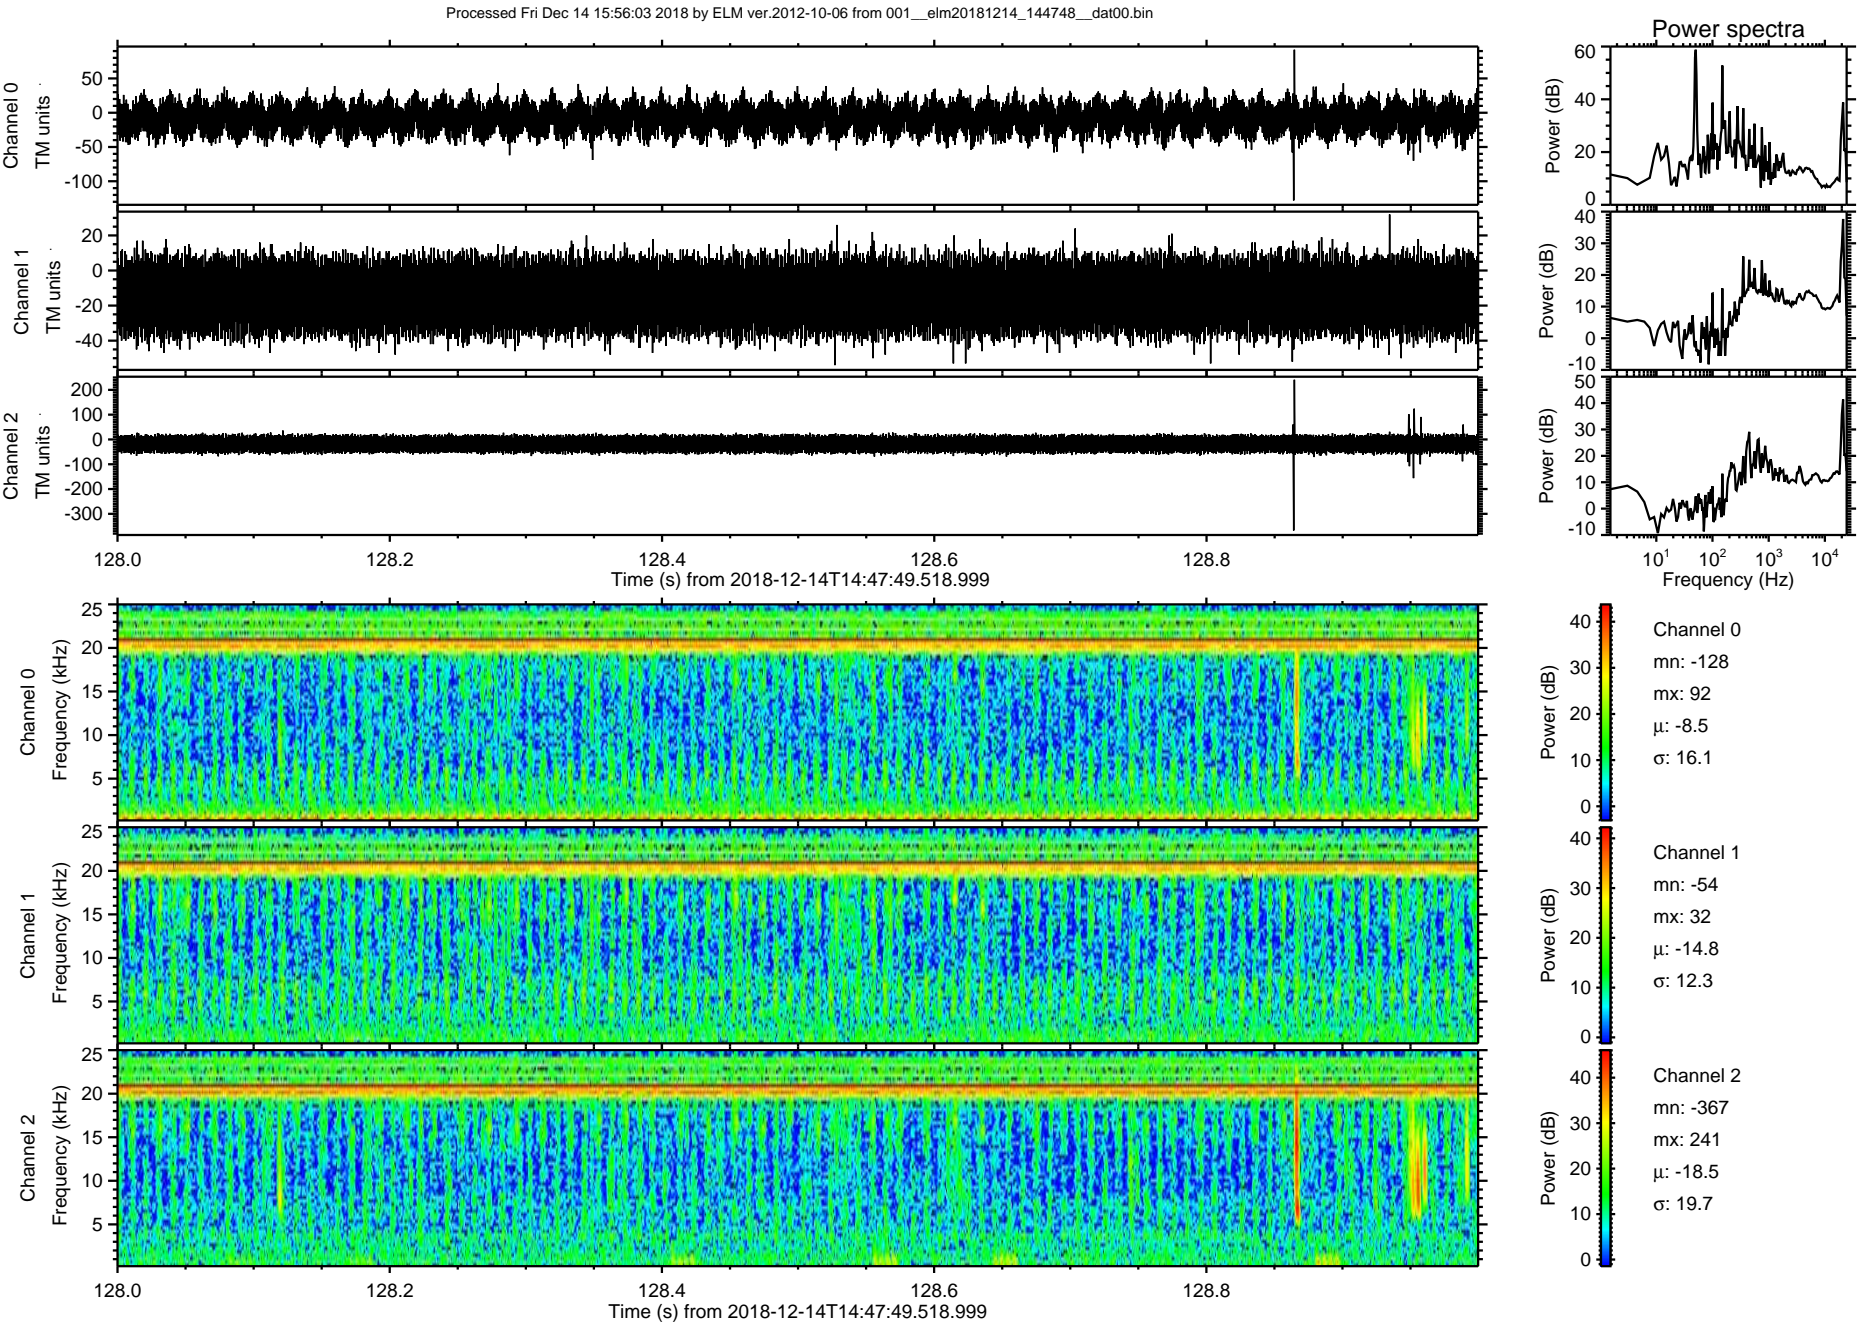 Processed Fri Dec 14 15:56:03 2018 by ELM ver.2012-10-06 from 001__elm20181214_144748__dat00.bin
Power spectra
Channel 0
TM units
50
0
-50
-100
Power (dB)
60
40
20
0
Channel 1
TM units
20
0
-20
-40
Power (dB)
40
30
20
10
0
-10
Channel 2
TM units
200
100
0
-100
-200
-300
Power (dB)
50
40
30
20
10
0
-10
128.0 128.2 128.4 128.6 128.8
Time (s) from 2018-12-14T14:47:49.518.999
10¹ 10² 10³ 10⁴
Frequency (Hz)
Channel 0
Frequency (kHz)
25
20
15
10
5
Power (dB)
40
30
20
10
0
Channel 0
mn: -128
mx: 92
μ: -8.5
σ: 16.1
Channel 1
Frequency (kHz)
25
20
15
10
5
Power (dB)
40
30
20
10
0
Channel 1
mn: -54
mx: 32
μ: -14.8
σ: 12.3
Channel 2
Frequency (kHz)
25
20
15
10
5
Power (dB)
40
30
20
10
0
Channel 2
mn: -367
mx: 241
μ: -18.5
σ: 19.7
128.0 128.2 128.4 128.6 128.8
Time (s) from 2018-12-14T14:47:49.518.999